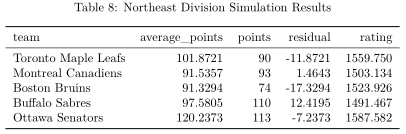 Table 8: Northeast Division Simulation Results
team average_points points residual rating
Toronto Maple Leafs 101.8721 90 -11.8721 1559.750
Montreal Canadiens 91.5357 93 1.4643 1503.134
Boston Bruins 91.3294 74 -17.3294 1523.926
Buffalo Sabres 97.5805 110 12.4195 1491.467
Ottawa Senators 120.2373 113 -7.2373 1587.582